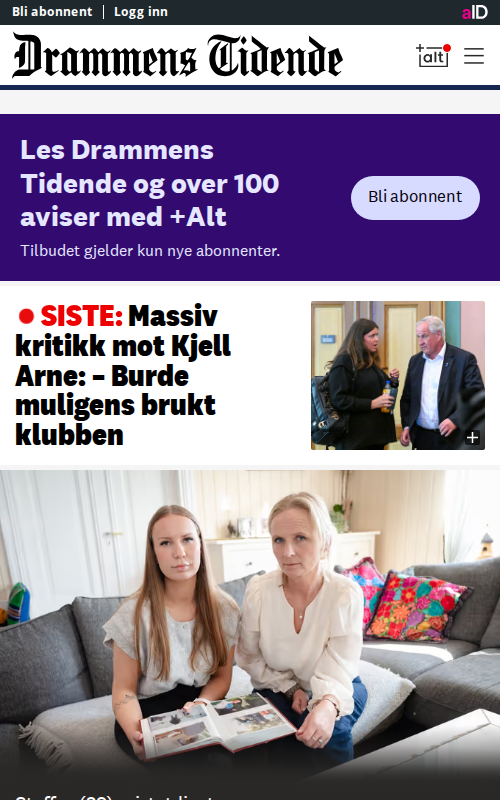 Bli abonnent
Logg inn
aID
Drammens Tidende
+alt
Les Drammens
Tidende og over 100
aviser med +Alt
Bli abonnent
Tilbudet gjelder kun nye abonnenter.
SISTE: Massiv
kritikk mot Kjell
Arne: – Burde
muligens brukt
klubben